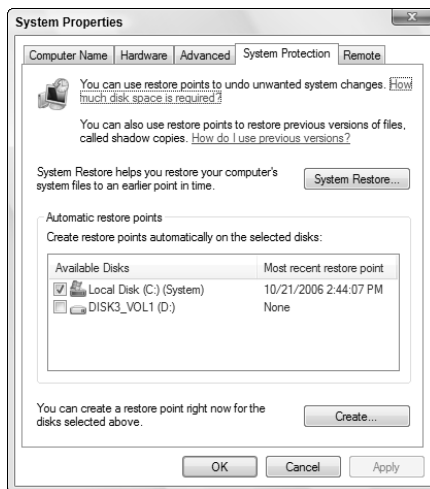 System Properties
Computer Name Hardware Advanced System Protection Remote
You can use restore points to undo unwanted system changes. How
much disk space is required?
You can also use restore points to restore previous versions of files,
called shadow copies. How do I use previous versions?
System Restore helps you restore your computer's
system files to an earlier point in time.
System Restore...
Automatic restore points
Create restore points automatically on the selected disks:
Available Disks Most recent restore point
Local Disk (C:) (System) 10/21/2006 2:44:07 PM
DISK3_VOL1 (D:) None
You can create a restore point right now for the
disks selected above.
Create...
OK Cancel Apply